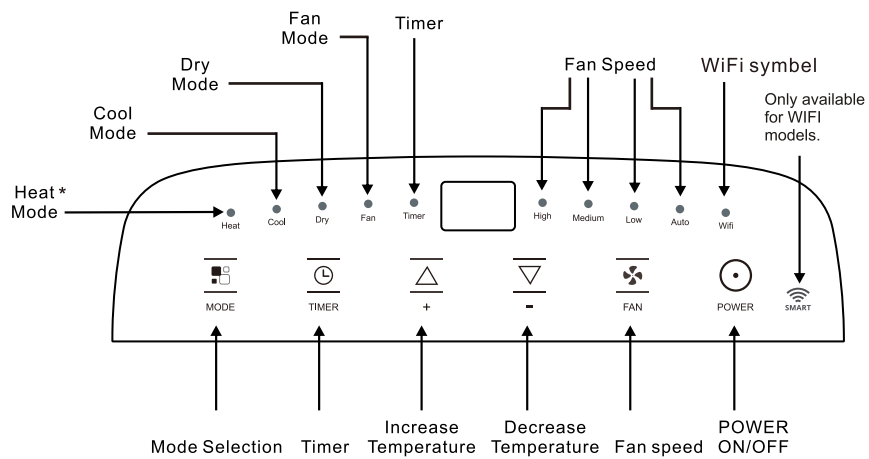 Fan
Mode
Timer
Dry
Mode
Fan Speed
WiFi symbel
Cool
Mode
Only available
for WIFI
models.
Heat *
Mode
Heat
Cool
Dry
Fan
Timer
High
Medium
Low
Auto
Wifi
MODE
TIMER
+
-
FAN
POWER
SMART
Mode Selection
Timer
Increase
Temperature
Decrease
Temperature
Fan speed
POWER
ON/OFF